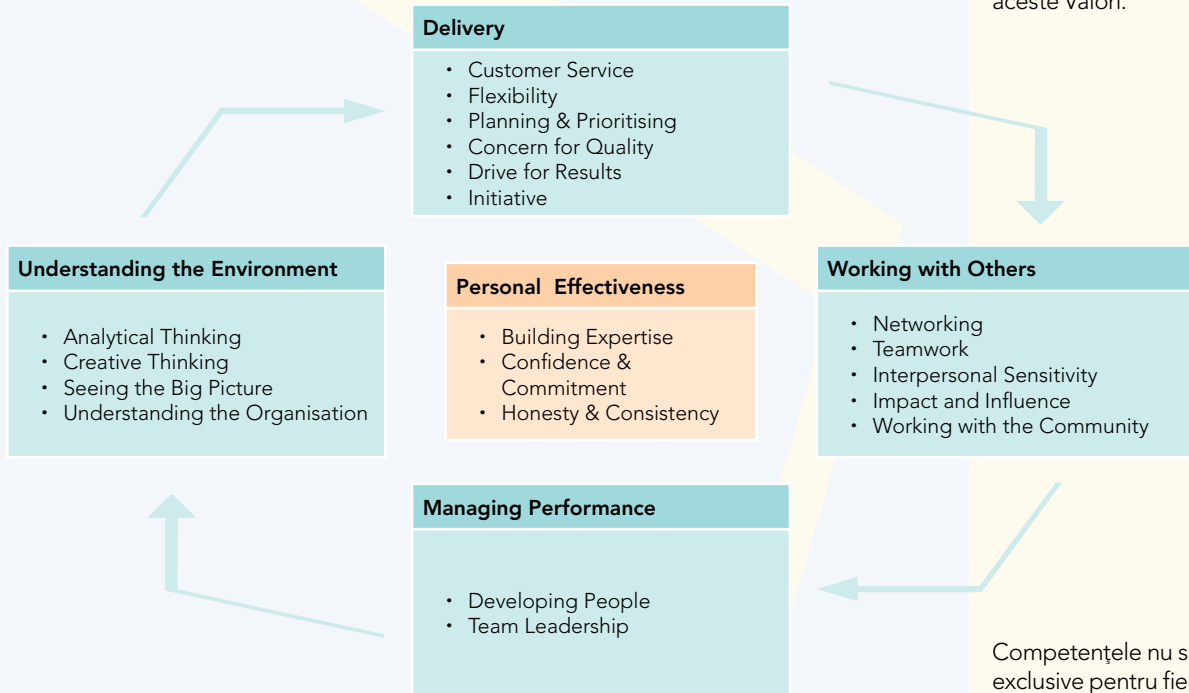 aceste Valori.
Delivery
• Customer Service
• Flexibility
• Planning & Prioritising
• Concern for Quality
• Drive for Results
• Initiative
Understanding the Environment
• Analytical Thinking
• Creative Thinking
• Seeing the Big Picture
• Understanding the Organisation
Personal Effectiveness
• Building Expertise
• Confidence &
Commitment
• Honesty & Consistency
Working with Others
• Networking
• Teamwork
• Interpersonal Sensitivity
• Impact and Influence
• Working with the Community
Managing Performance
• Developing People
• Team Leadership
Competențele nu
exclusive pentru